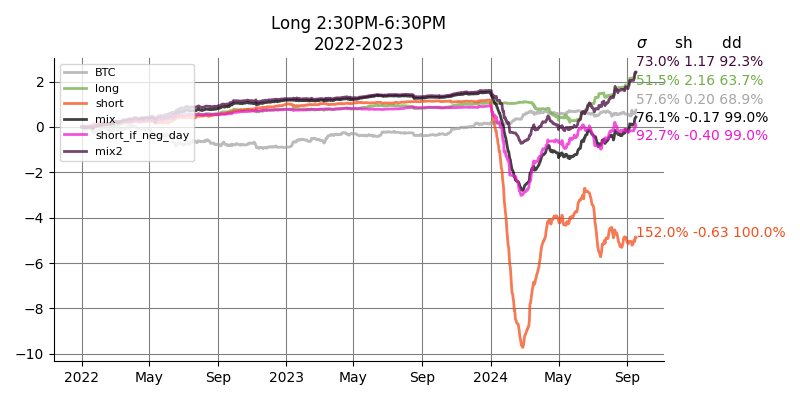 Long 2:30PM-6:30PM
2022-2023
σ sh dd
73.0% 1.17 92.3%
51.5% 2.16 63.7%
57.6% 0.20 68.9%
76.1% -0.17 99.0%
92.7% -0.40 99.0%
152.0% -0.63 100.0%
BTC
long
short
mix
short_if_neg_day
mix2
2
0
−2
−4
−6
−8
−10
2022 May Sep 2023 May Sep 2024 May Sep